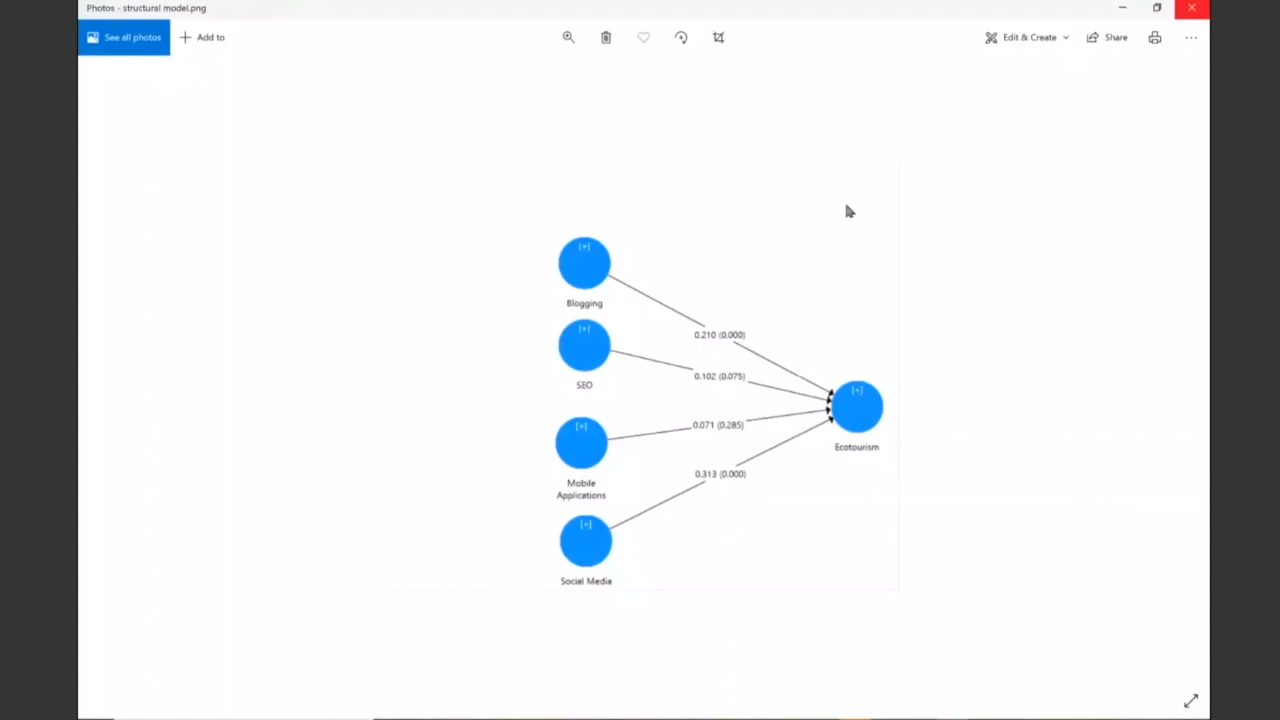 Photos - structural model.png
See all photos
Add to
Edit & Create
Share
[+]
Blogging
0.210 (0.000)
[+]
SEO
0.102 (0.075)
[+]
Ecotourism
[+]
Mobile
Applications
0.071 (0.285)
0.313 (0.000)
[+]
Social Media